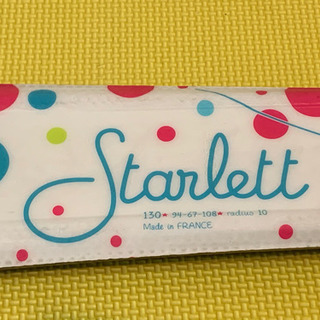 Starlett
130★ 94-67-108★ radius 10
Made in FRANCE